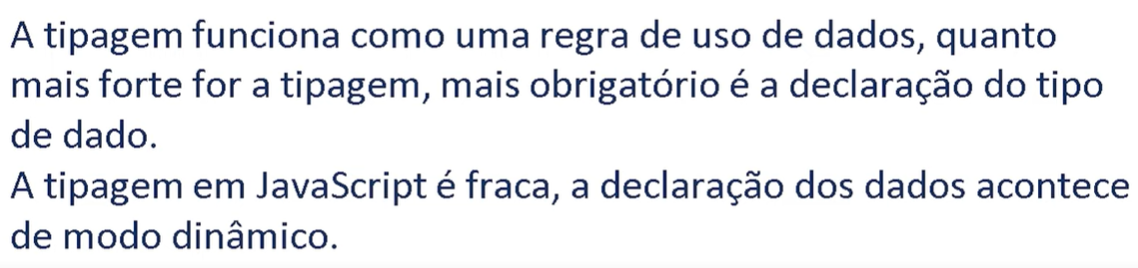 A tipagem funciona como uma regra de uso de dados, quanto
mais forte for a tipagem, mais obrigatório é a declaração do tipo
de dado.
A tipagem em JavaScript é fraca, a declaração dos dados acontece
de modo dinâmico.